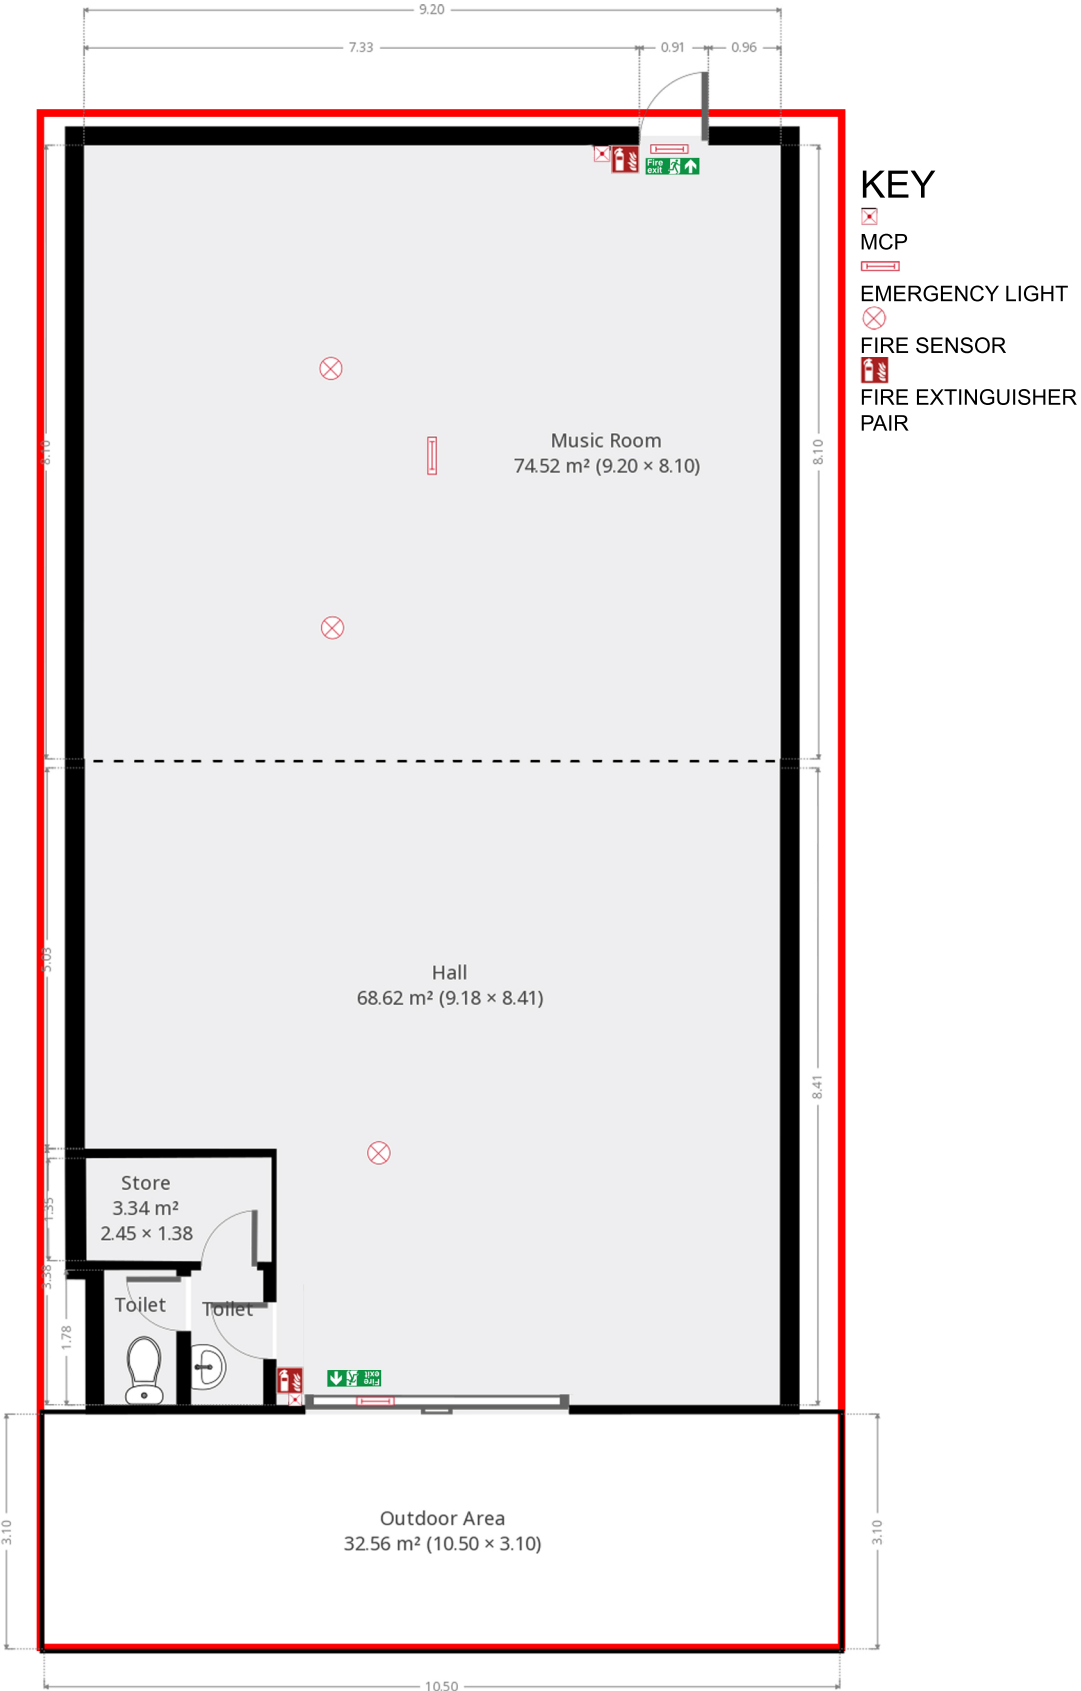 9.20
7.33
0.91
0.96
Fire
exit
KEY
MCP
EMERGENCY LIGHT
FIRE SENSOR
FIRE EXTINGUISHER
PAIR
8.10
Music Room
74.52 m² (9.20 × 8.10)
8.10
Hall
68.62 m² (9.18 × 8.41)
8.41
Store
3.34 m²
2.45 × 1.38
1.35
3.38
Toilet
Toilet
1.78
Fire
exit
Outdoor Area
32.56 m² (10.50 × 3.10)
3.10
3.10
10.50